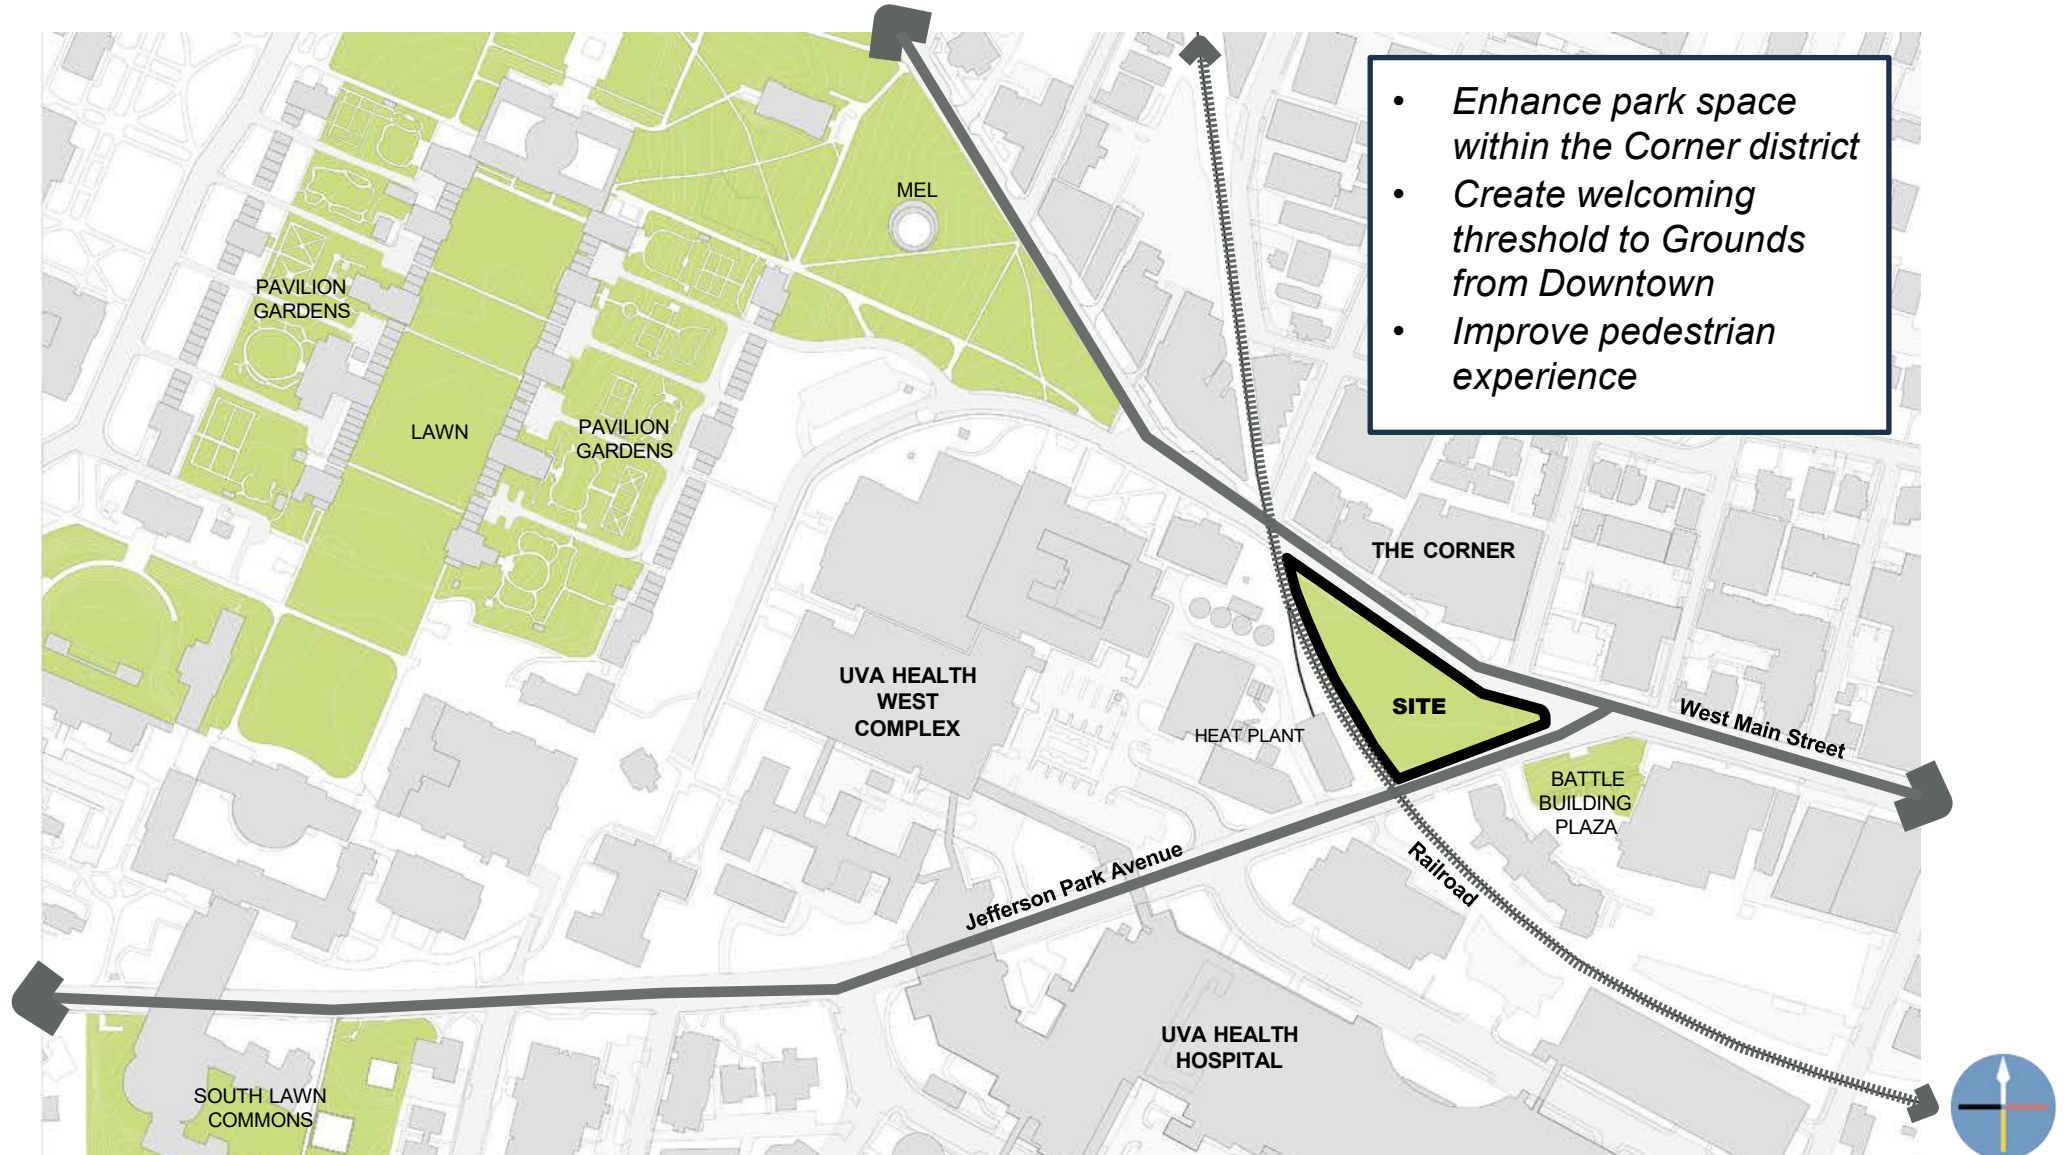 • Enhance park space
within the Corner district
• Create welcoming
threshold to Grounds
from Downtown
• Improve pedestrian
experience
MEL
PAVILION
GARDENS
LAWN
PAVILION
GARDENS
THE CORNER
UVA HEALTH
WEST
COMPLEX
SITE
HEAT PLANT
West Main Street
BATTLE
BUILDING
PLAZA
Jefferson Park Avenue
Railroad
UVA HEALTH
HOSPITAL
SOUTH LAWN
COMMONS